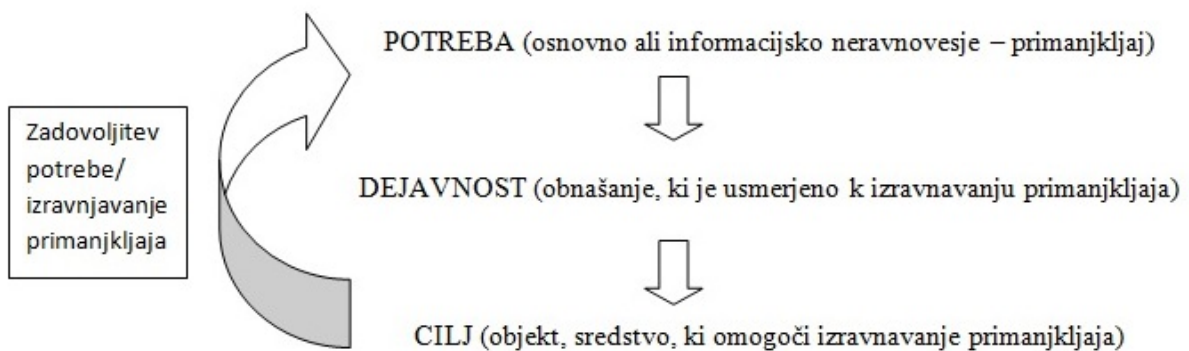 POTREBA (osnovno ali informacijsko neravnovesje – primanjkljaj)
Zadovoljitev
potrebe/
izravnjavanje
primanjkljaja
DEJAVNOST (obnašanje, ki je usmerjeno k izravnavanju primanjkljaja)
CILJ (objekt, sredstvo, ki omogoči izravnavanje primanjkljaja)